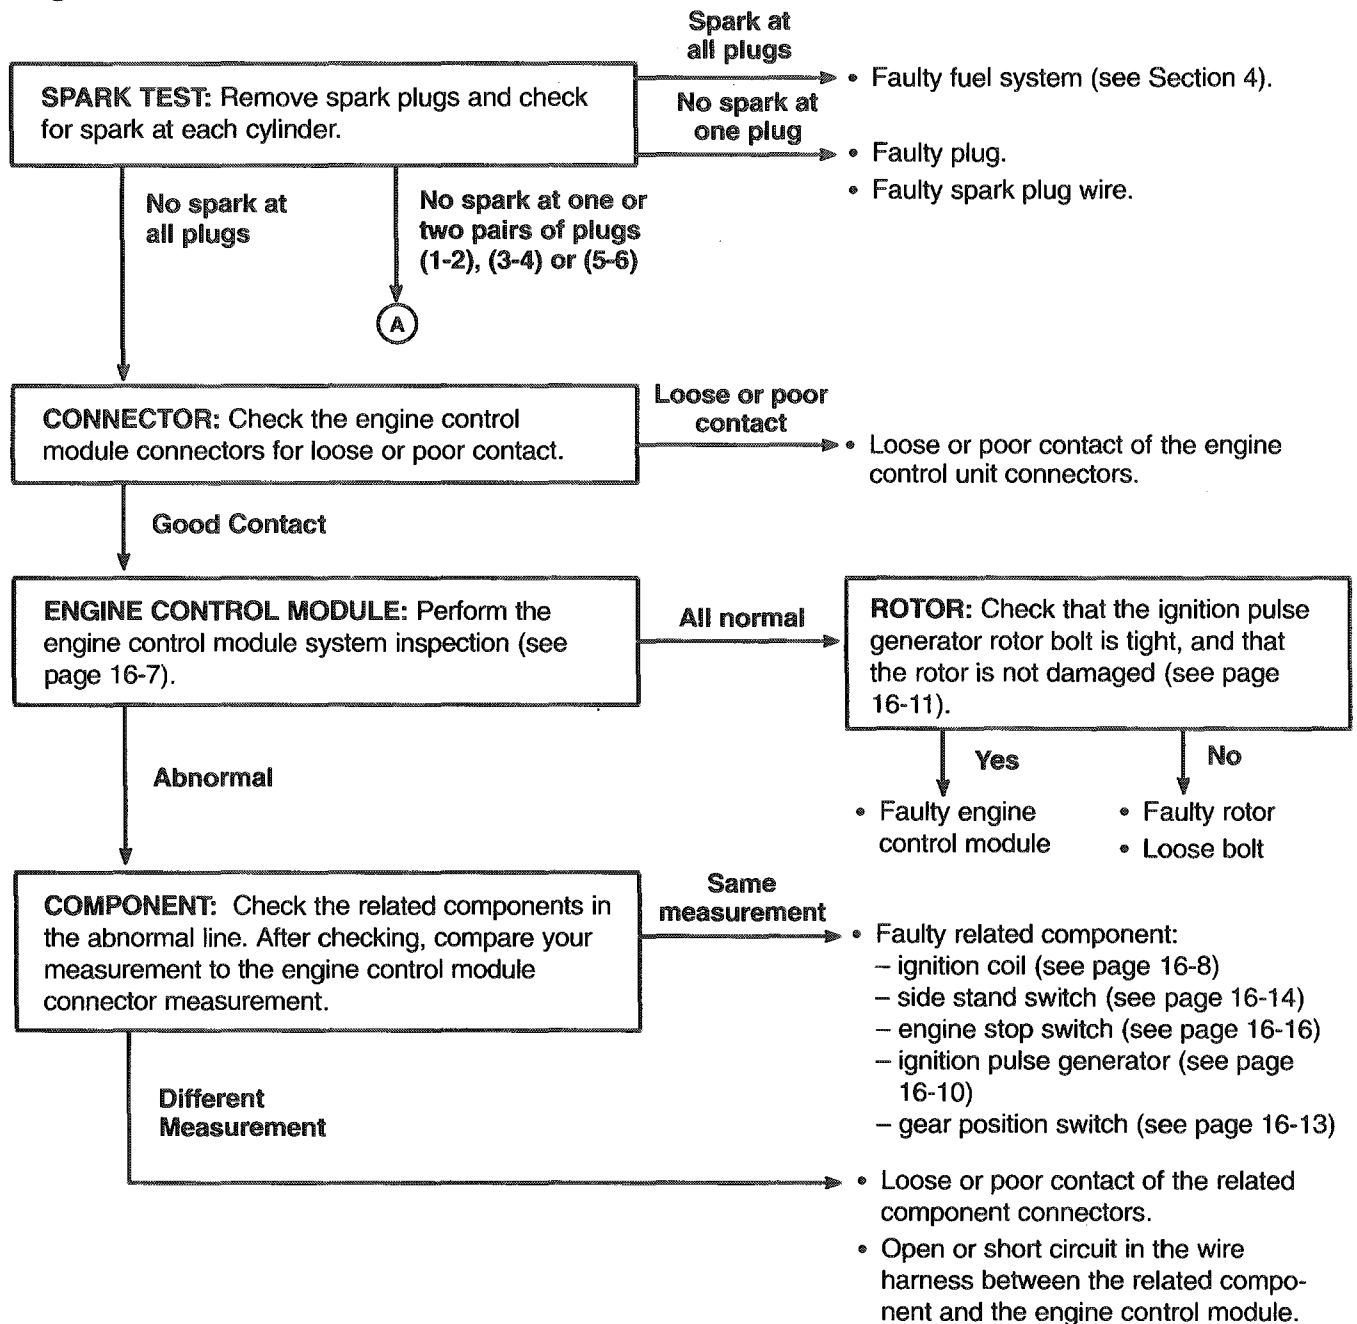 Spark at
all plugs
SPARK TEST: Remove spark plugs and check
for spark at each cylinder.
• Faulty fuel system (see Section 4).
No spark at
one plug
• Faulty plug.
• Faulty spark plug wire.
No spark at
all plugs
No spark at one or
two pairs of plugs
(1-2), (3-4) or (5-6)
A
CONNECTOR: Check the engine control
module connectors for loose or poor contact.
Loose or poor
contact
• Loose or poor contact of the engine
control unit connectors.
Good Contact
ENGINE CONTROL MODULE: Perform the
engine control module system inspection (see
page 16-7).
All normal
ROTOR: Check that the ignition pulse
generator rotor bolt is tight, and that
the rotor is not damaged (see page
16-11).
Yes
No
• Faulty engine
control module
• Faulty rotor
• Loose bolt
Abnormal
COMPONENT: Check the related components in
the abnormal line. After checking, compare your
measurement to the engine control module
connector measurement.
Same
measurement
• Faulty related component:
– ignition coil (see page 16-8)
– side stand switch (see page 16-14)
– engine stop switch (see page 16-16)
– ignition pulse generator (see page
16-10)
– gear position switch (see page 16-13)
Different
Measurement
• Loose or poor contact of the related
component connectors.
• Open or short circuit in the wire
harness between the related compo-
nent and the engine control module.